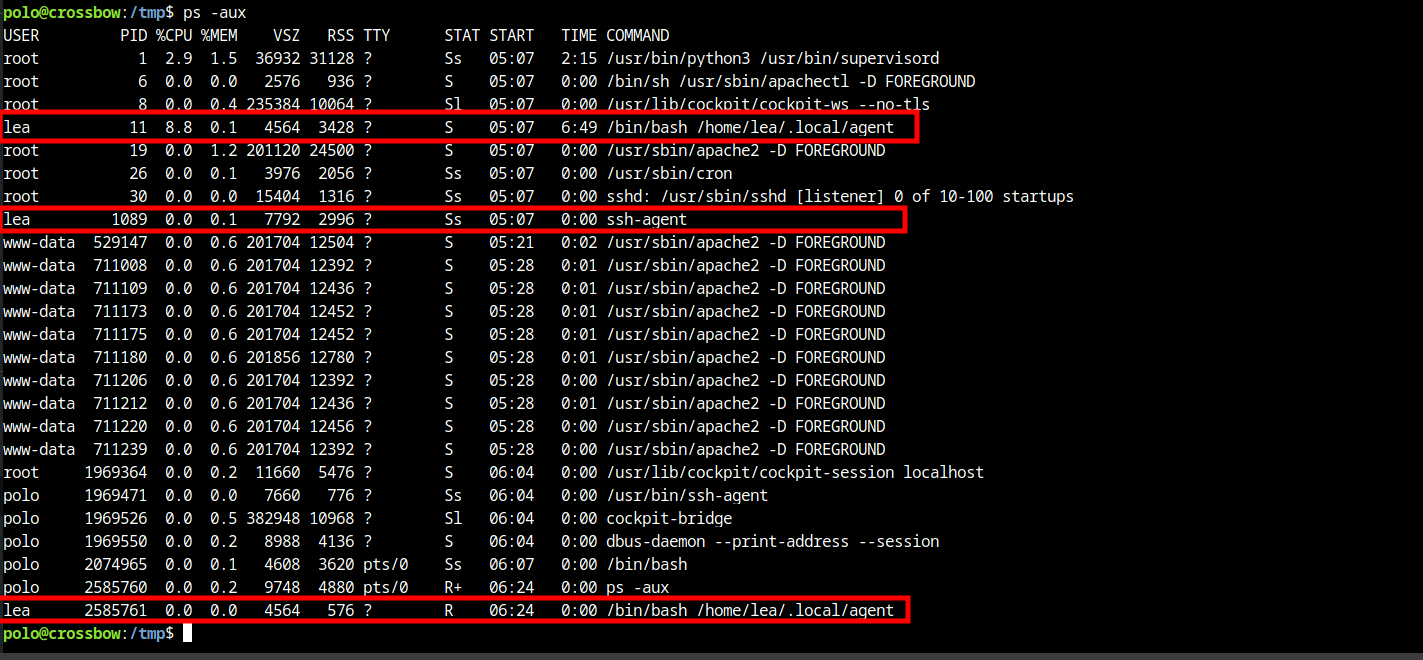 polo@crossbow:/tmp$ ps -aux
USER         PID %CPU %MEM    VSZ   RSS TTY      STAT START   TIME COMMAND
root           1  2.9  1.5  36932 31128 ?        Ss   05:07   2:15 /usr/bin/python3 /usr/bin/supervisord
root           6  0.0  0.0   2576   936 ?        S    05:07   0:00 /bin/sh /usr/sbin/apachectl -D FOREGROUND
root           8  0.0  0.4 235384 10064 ?        Sl   05:07   0:00 /usr/lib/cockpit/cockpit-ws --no-tls
lea           11  8.8  0.1   4564  3428 ?        S    05:07   6:49 /bin/bash /home/lea/.local/agent
root          19  0.0  1.2 201120 24500 ?        S    05:07   0:00 /usr/sbin/apache2 -D FOREGROUND
root          26  0.0  0.1   3976  2056 ?        Ss   05:07   0:00 /usr/sbin/cron
root          30  0.0  0.0  15404  1316 ?        Ss   05:07   0:00 sshd: /usr/sbin/sshd [listener] 0 of 10-100 startups
lea         1089  0.0  0.1   7792  2996 ?        Ss   05:07   0:00 ssh-agent
www-data  529147  0.0  0.6 201704 12504 ?        S    05:21   0:02 /usr/sbin/apache2 -D FOREGROUND
www-data  711008  0.0  0.6 201704 12392 ?        S    05:28   0:01 /usr/sbin/apache2 -D FOREGROUND
www-data  711109  0.0  0.6 201704 12436 ?        S    05:28   0:01 /usr/sbin/apache2 -D FOREGROUND
www-data  711173  0.0  0.6 201704 12452 ?        S    05:28   0:01 /usr/sbin/apache2 -D FOREGROUND
www-data  711175  0.0  0.6 201704 12452 ?        S    05:28   0:01 /usr/sbin/apache2 -D FOREGROUND
www-data  711180  0.0  0.6 201856 12780 ?        S    05:28   0:01 /usr/sbin/apache2 -D FOREGROUND
www-data  711206  0.0  0.6 201704 12392 ?        S    05:28   0:00 /usr/sbin/apache2 -D FOREGROUND
www-data  711212  0.0  0.6 201704 12436 ?        S    05:28   0:01 /usr/sbin/apache2 -D FOREGROUND
www-data  711220  0.0  0.6 201704 12456 ?        S    05:28   0:00 /usr/sbin/apache2 -D FOREGROUND
www-data  711239  0.0  0.6 201704 12392 ?        S    05:28   0:00 /usr/sbin/apache2 -D FOREGROUND
root     1969364  0.0  0.2  11660  5476 ?        S    06:04   0:00 /usr/lib/cockpit/cockpit-session localhost
polo     1969471  0.0  0.0   7660   776 ?        Ss   06:04   0:00 /usr/bin/ssh-agent
polo     1969526  0.0  0.5 382948 10968 ?        Sl   06:04   0:00 cockpit-bridge
polo     1969550  0.0  0.2   8988  4136 ?        S    06:04   0:00 dbus-daemon --print-address --session
polo     2074965  0.0  0.1   4608  3620 pts/0    Ss   06:07   0:00 /bin/bash
polo     2585760  0.0  0.2   9748  4880 pts/0    R+   06:24   0:00 ps -aux
lea      2585761  0.0  0.0   4564   576 ?        R    06:24   0:00 /bin/bash /home/lea/.local/agent
polo@crossbow:/tmp$